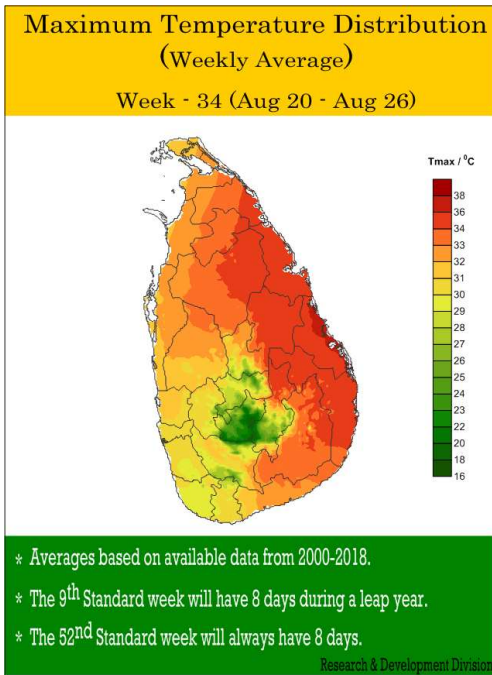 Maximum Temperature Distribution
(Weekly Average)
Week - 34 (Aug 20 - Aug 26)
Tmax / ⁰C
38
36
34
33
32
31
30
29
28
27
26
25
24
23
22
20
18
16
* Averages based on available data from 2000-2018.
* The 9th Standard week will have 8 days during a leap year.
* The 52nd Standard week will always have 8 days.
Research & Development Division